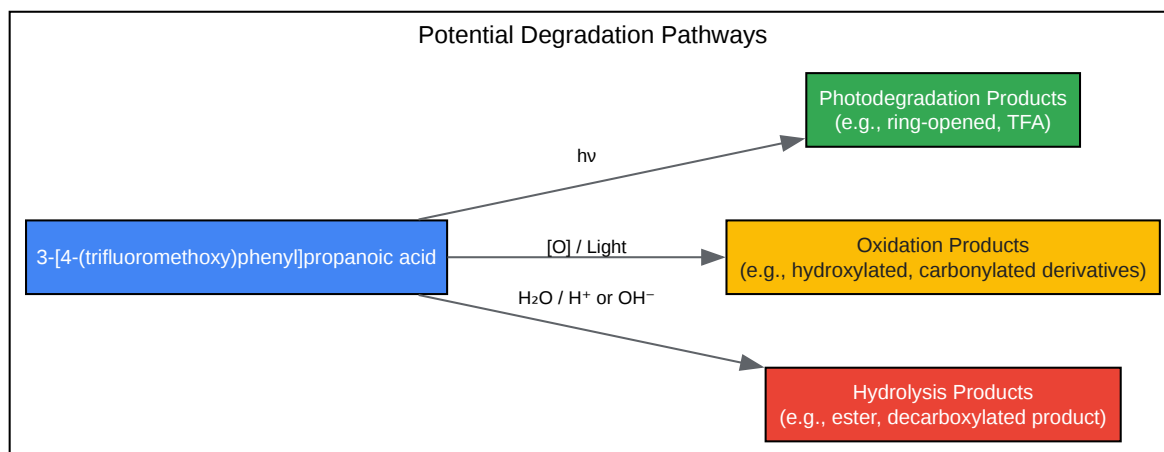 Potential Degradation Pathways
Photodegradation Products
(e.g., ring-opened, TFA)
hν
3-[4-(trifluoromethoxy)phenyl]propanoic acid
[O] / Light
Oxidation Products
(e.g., hydroxylated, carbonylated derivatives)
H₂O / H⁺ or OH⁻
Hydrolysis Products
(e.g., ester, decarboxylated product)